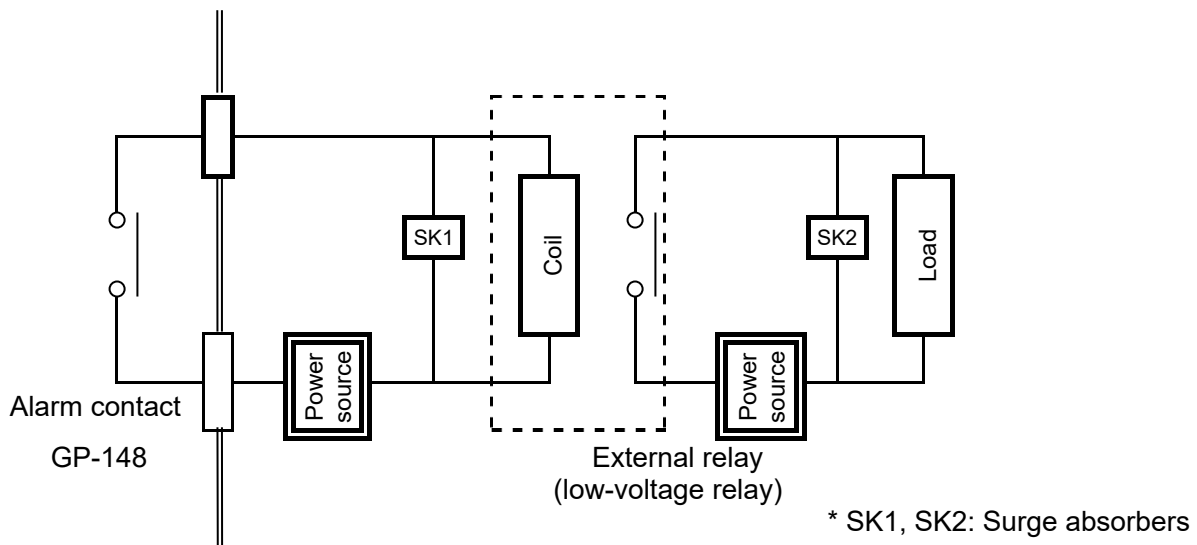 SK1
Coil
SK2
Load
Power
source
Power
source
Alarm contact
GP-148
External relay
(low-voltage relay)
* SK1, SK2: Surge absorbers